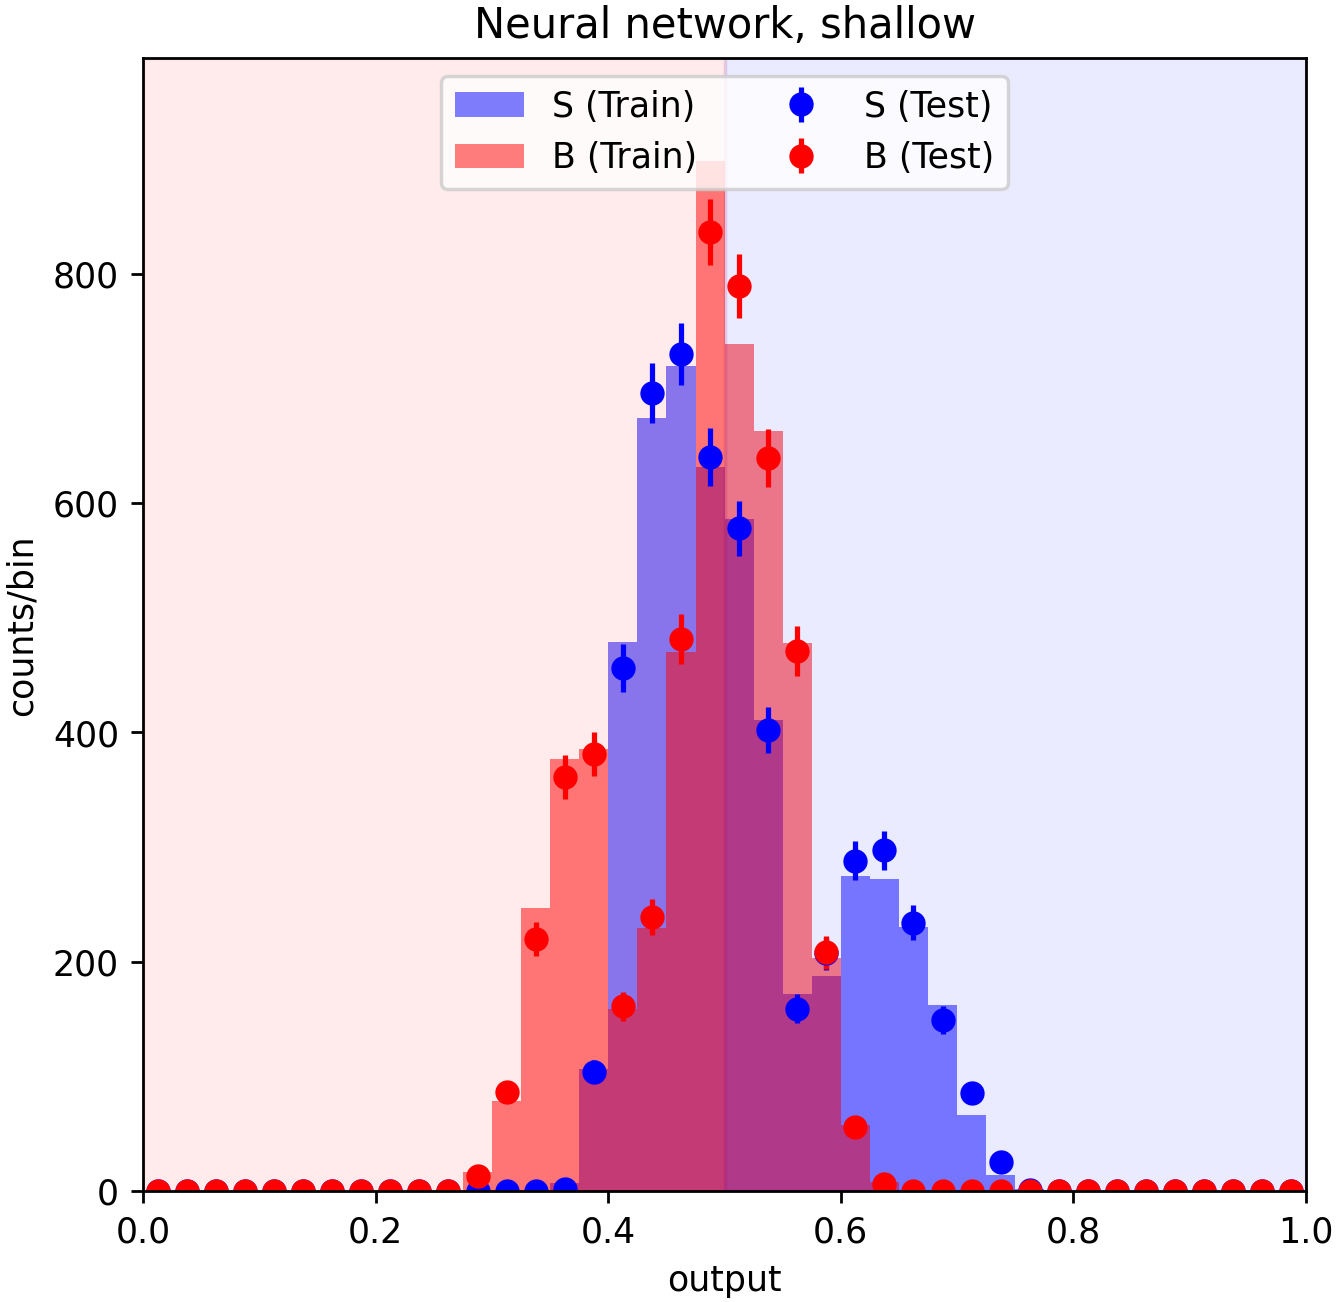 Neural network, shallow
S (Train)
B (Train)
S (Test)
B (Test)
counts/bin
800
600
400
200
0
0.0
0.2
0.4
0.6
0.8
1.0
output